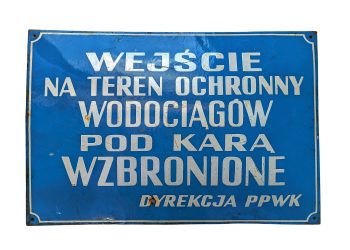 WEJŚCIE
NA TEREN OCHRONNY
WODOCIĄGÓW
POD KARĄ
WZBRONIONE
DYREKCJA PPWK